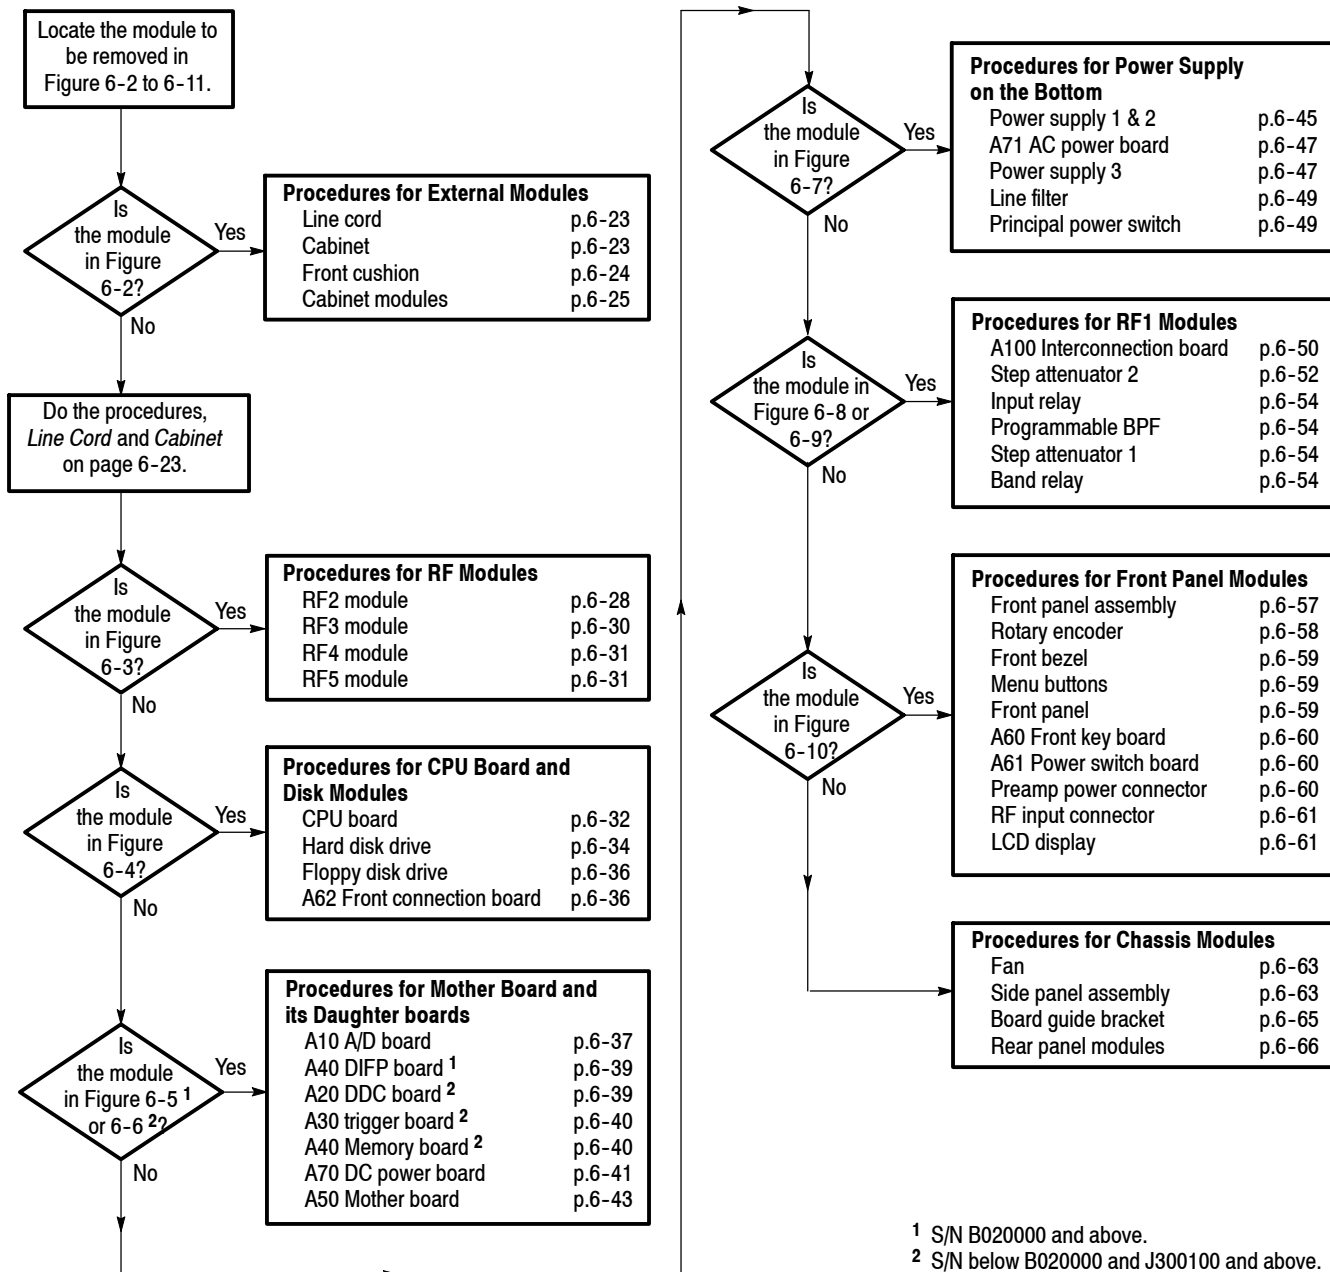 Locate the module to
be removed in
Figure 6-2 to 6-11.
Is
the module
in Figure
6-2?
Yes
No
Procedures for External Modules
Line cord p.6-23
Cabinet p.6-23
Front cushion p.6-24
Cabinet modules p.6-25
Do the procedures,
Line Cord and Cabinet
on page 6-23.
Is
the module
in Figure
6-3?
Yes
No
Procedures for RF Modules
RF2 module p.6-28
RF3 module p.6-30
RF4 module p.6-31
RF5 module p.6-31
Is
the module
in Figure
6-4?
Yes
No
Procedures for CPU Board and
Disk Modules
CPU board p.6-32
Hard disk drive p.6-34
Floppy disk drive p.6-36
A62 Front connection board p.6-36
Is
the module
in Figure 6-5 1
or 6-6 2?
Yes
No
Procedures for Mother Board and
its Daughter boards
A10 A/D board p.6-37
A40 DIFP board 1 p.6-39
A20 DDC board 2 p.6-39
A30 trigger board 2 p.6-40
A40 Memory board 2 p.6-40
A70 DC power board p.6-41
A50 Mother board p.6-43
Is
the module
in Figure
6-7?
Yes
No
Procedures for Power Supply
on the Bottom
Power supply 1 & 2 p.6-45
A71 AC power board p.6-47
Power supply 3 p.6-47
Line filter p.6-49
Principal power switch p.6-49
Is
the module in
Figure 6-8 or
6-9?
Yes
No
Procedures for RF1 Modules
A100 Interconnection board p.6-50
Step attenuator 2 p.6-52
Input relay p.6-54
Programmable BPF p.6-54
Step attenuator 1 p.6-54
Band relay p.6-54
Is
the module
in Figure
6-10?
Yes
No
Procedures for Front Panel Modules
Front panel assembly p.6-57
Rotary encoder p.6-58
Front bezel p.6-59
Menu buttons p.6-59
Front panel p.6-59
A60 Front key board p.6-60
A61 Power switch board p.6-60
Preamp power connector p.6-60
RF input connector p.6-61
LCD display p.6-61
Procedures for Chassis Modules
Fan p.6-63
Side panel assembly p.6-63
Board guide bracket p.6-65
Rear panel modules p.6-66
1 S/N B020000 and above.
2 S/N below B020000 and J300100 and above.